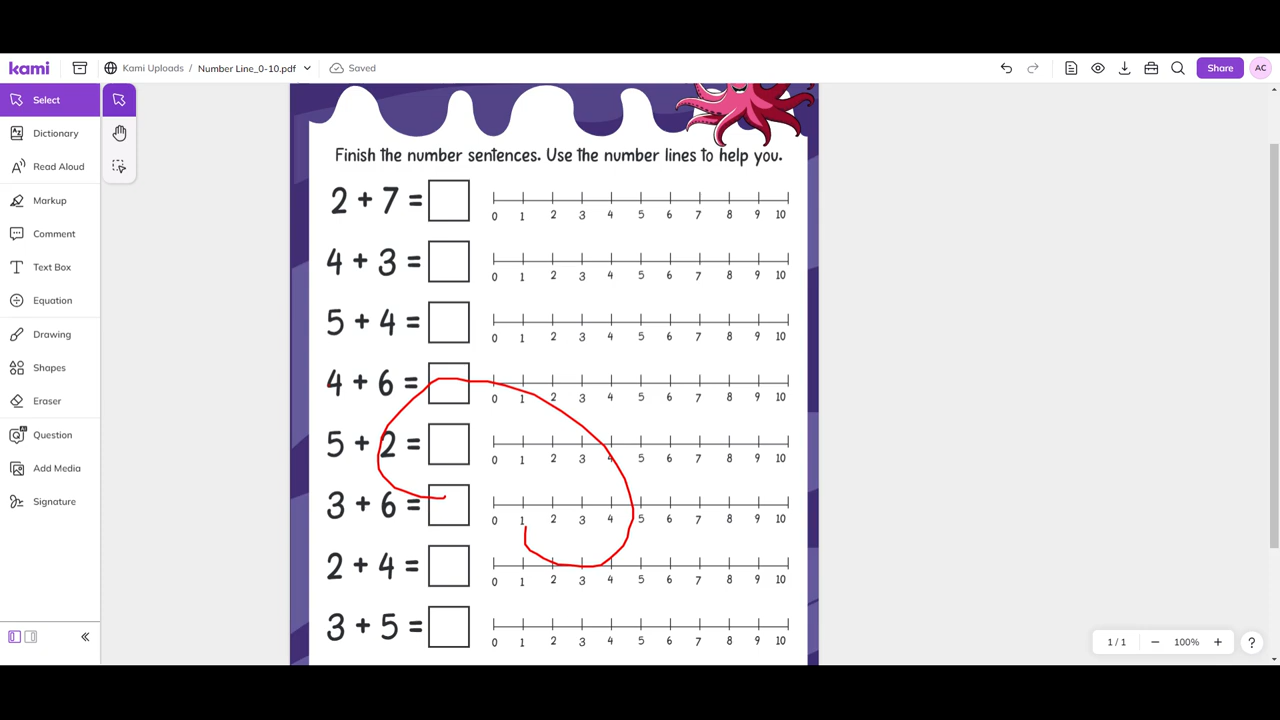 kami Kami Uploads / Number Line_0-10.pdf Saved Share AC
Select
Dictionary
Read Aloud
Markup
Comment
Text Box
Equation
Drawing
Shapes
Eraser
Question
Add Media
Signature
Finish the number sentences. Use the number lines to help you.
2 + 7 =
0 1 2 3 4 5 6 7 8 9 10
4 + 3 =
0 1 2 3 4 5 6 7 8 9 10
5 + 4 =
0 1 2 3 4 5 6 7 8 9 10
4 + 6 =
0 1 2 3 4 5 6 7 8 9 10
5 + 2 =
0 1 2 3 4 5 6 7 8 9 10
3 + 6 =
0 1 2 3 4 5 6 7 8 9 10
2 + 4 =
0 1 2 3 4 5 6 7 8 9 10
3 + 5 =
0 1 2 3 4 5 6 7 8 9 10
1 / 1 − 100% + ?